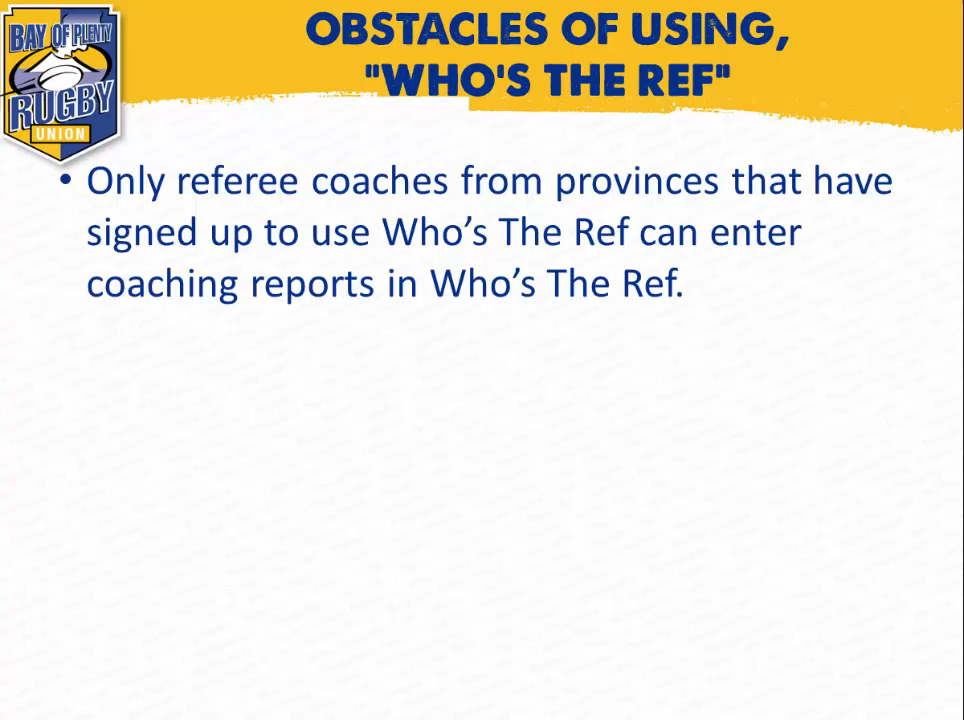 BAY OF PLENTY
RUGBY
UNION
OBSTACLES OF USING,
"WHO'S THE REF"
• Only referee coaches from provinces that have
signed up to use Who’s The Ref can enter
coaching reports in Who’s The Ref.